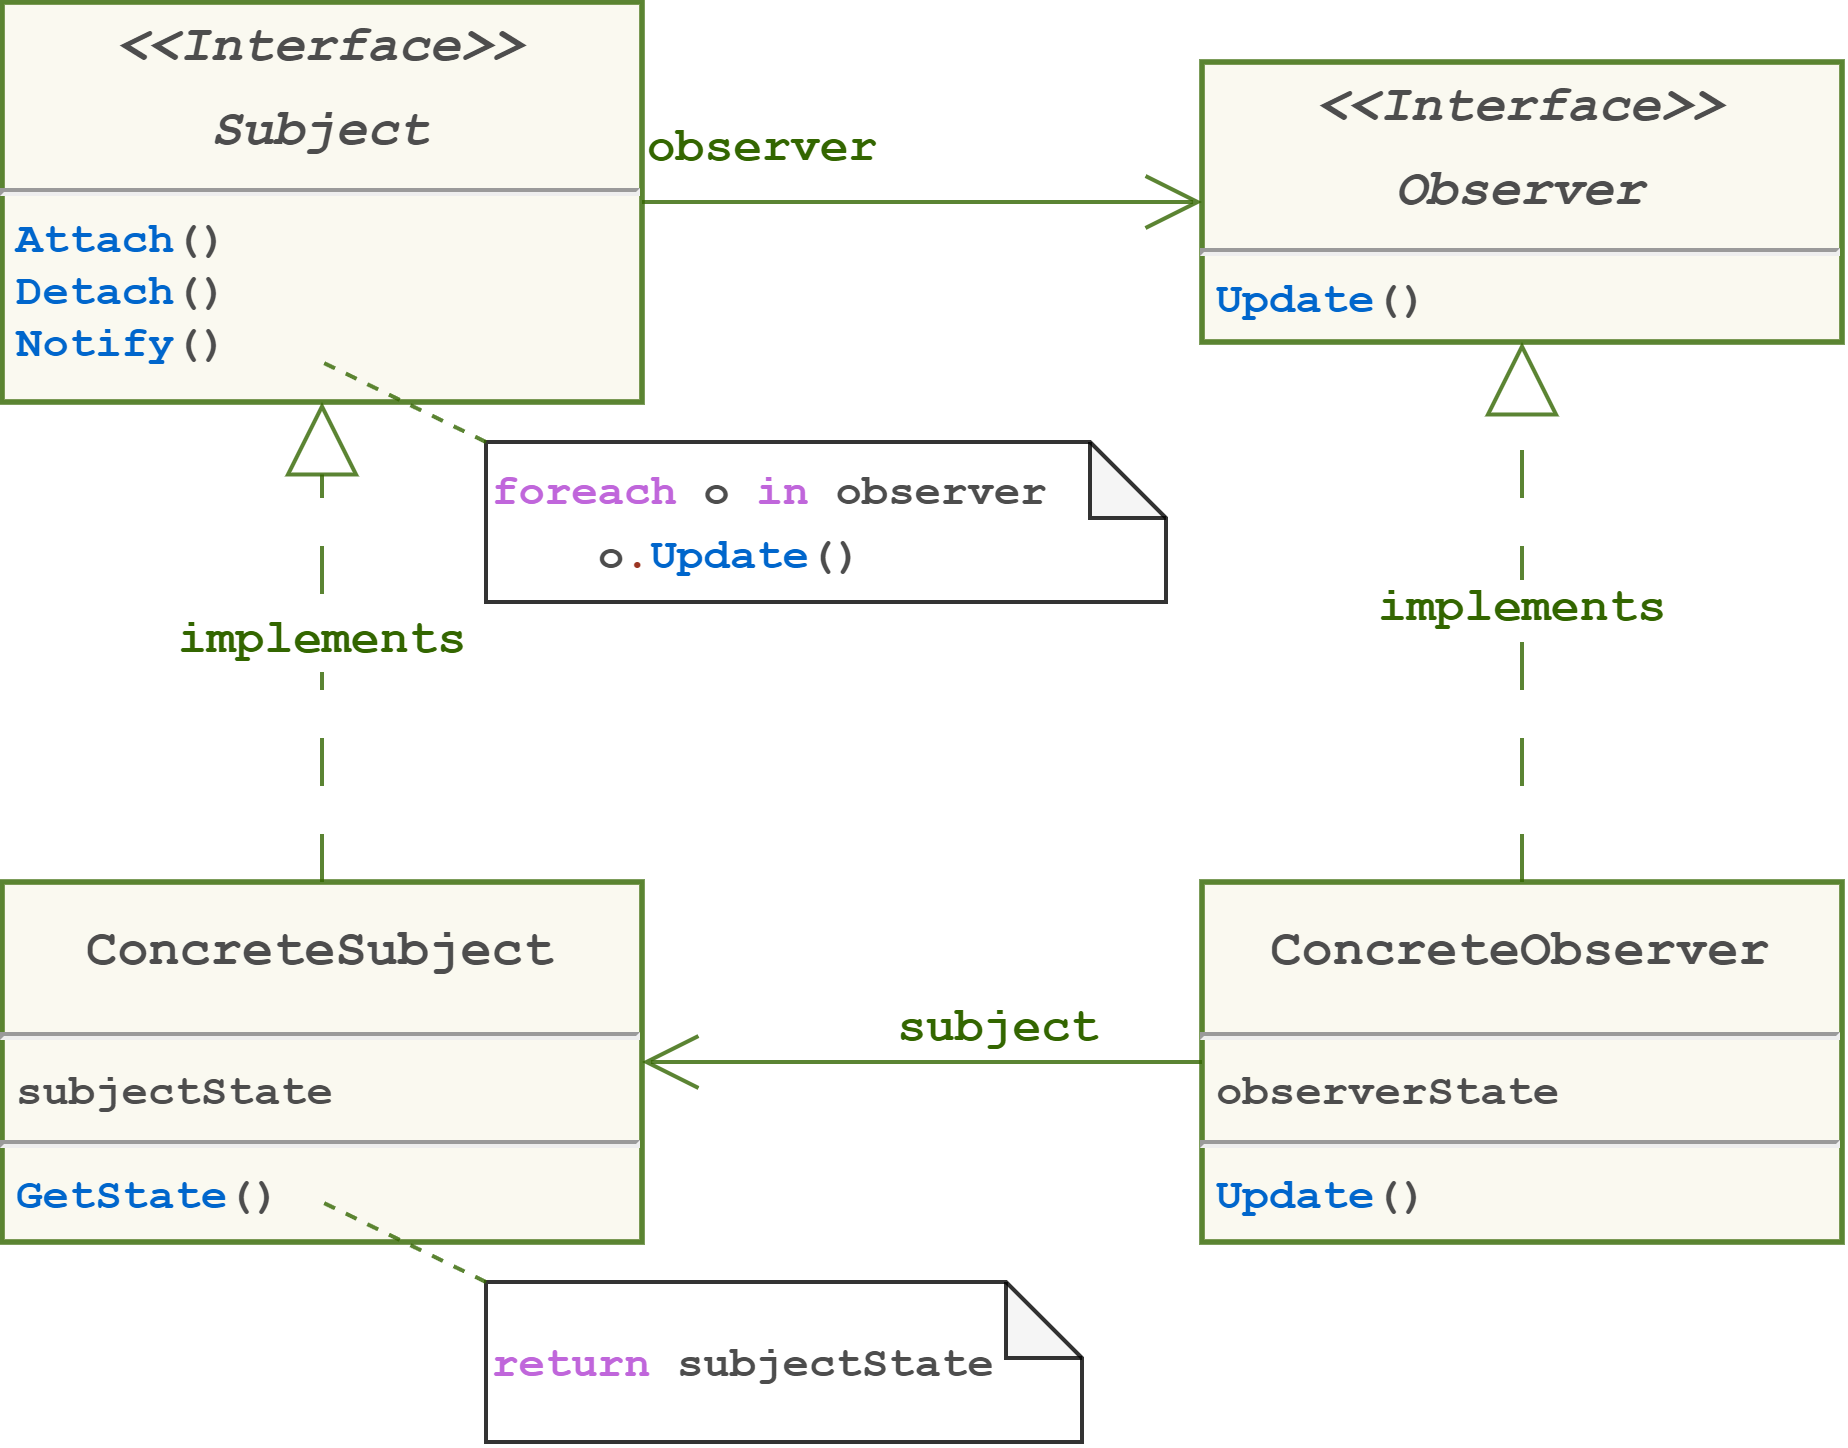 <<Interface>>
Subject
Attach()
Detach()
Notify()
observer
<<Interface>>
Observer
Update()
foreach o in observer
    o.Update()
implements
implements
ConcreteSubject
subjectState
GetState()
subject
ConcreteObserver
observerState
Update()
return subjectState